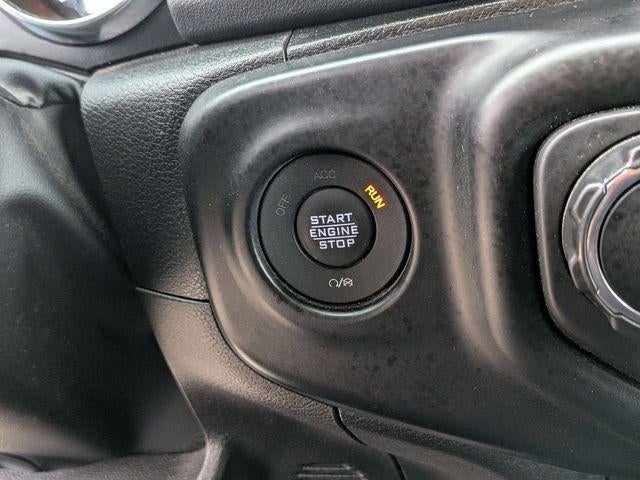 OFF ACC RUN
START
ENGINE
STOP